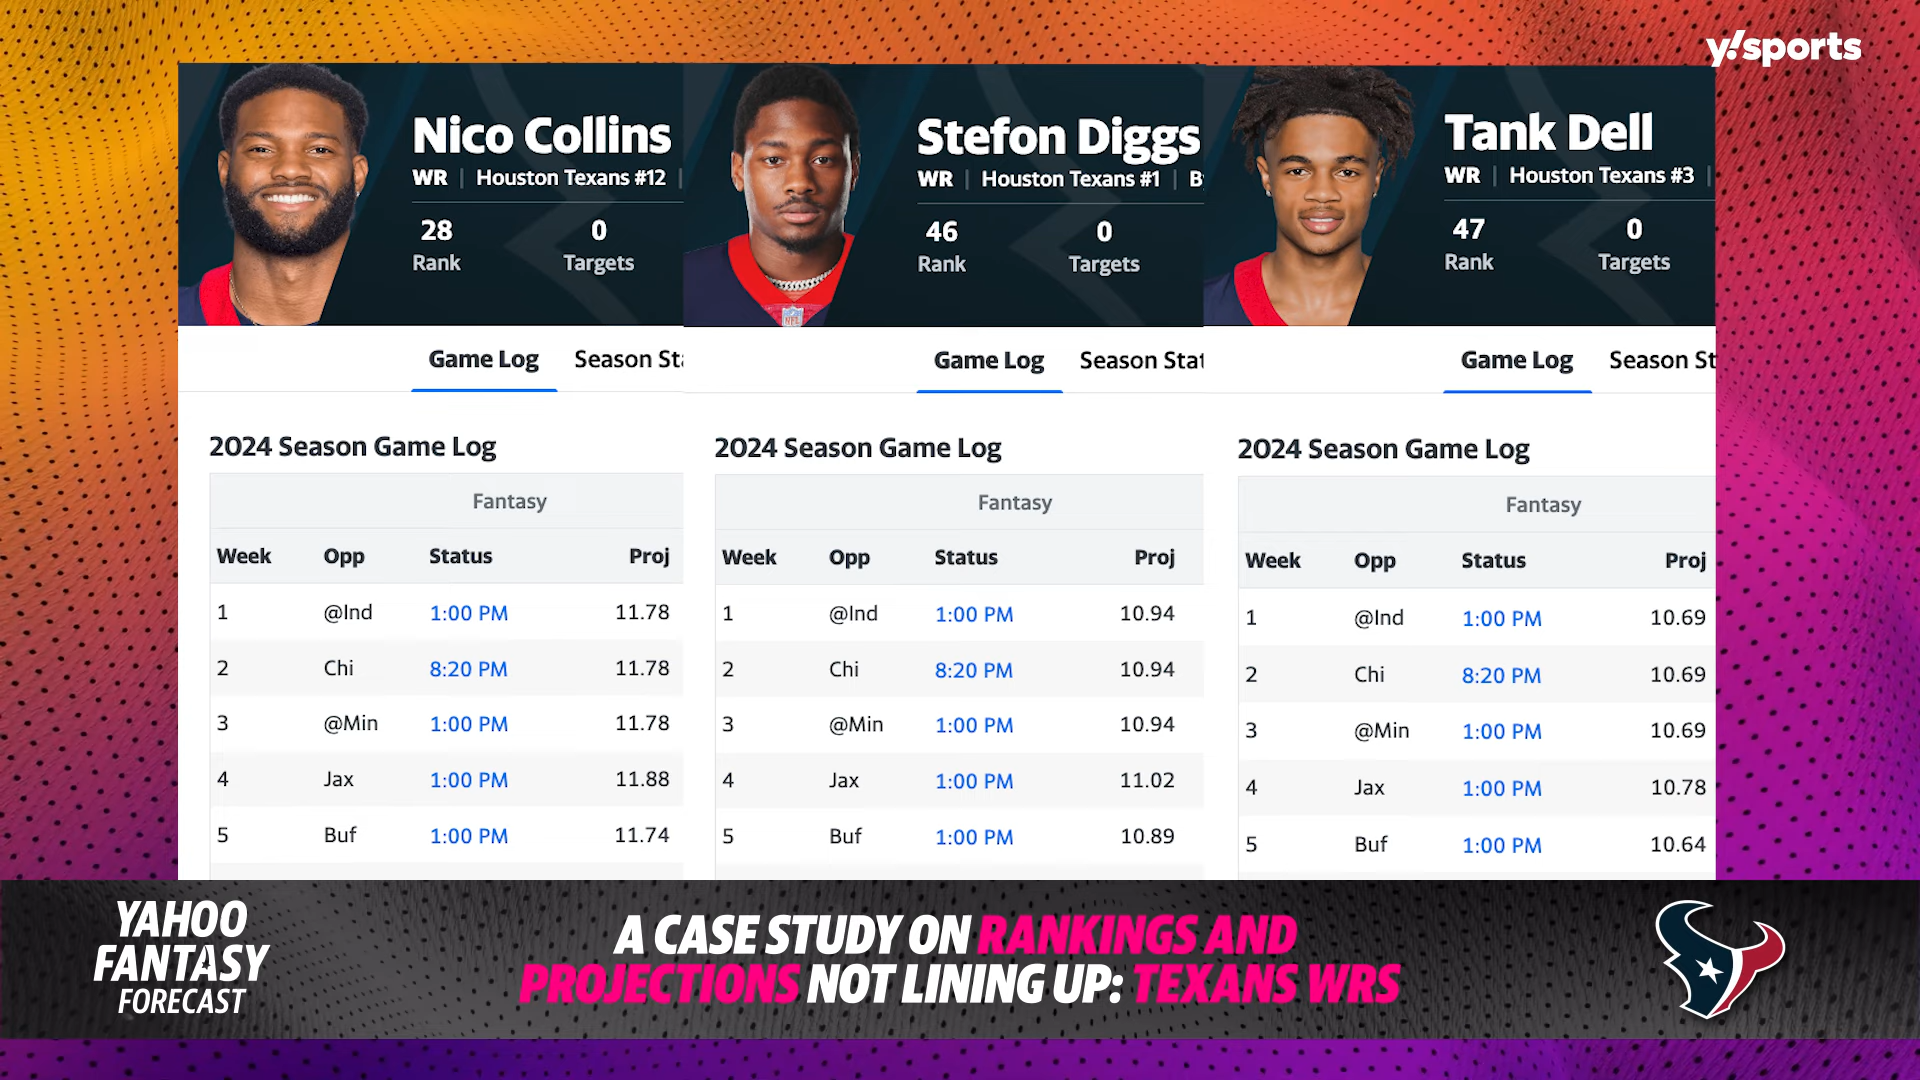 y!sports
Nico Collins
WR | Houston Texans #12 |
28 0
Rank Targets
Game Log Season Sta
2024 Season Game Log
Fantasy
Week Opp Status Proj
1 @Ind 1:00 PM 11.78
2 Chi 8:20 PM 11.78
3 @Min 1:00 PM 11.78
4 Jax 1:00 PM 11.88
5 Buf 1:00 PM 11.74
Stefon Diggs
WR | Houston Texans #1 | B
46 0
Rank Targets
Game Log Season Stat
2024 Season Game Log
Fantasy
Week Opp Status Proj
1 @Ind 1:00 PM 10.94
2 Chi 8:20 PM 10.94
3 @Min 1:00 PM 10.94
4 Jax 1:00 PM 11.02
5 Buf 1:00 PM 10.89
Tank Dell
WR | Houston Texans #3 |
47 0
Rank Targets
Game Log Season St
2024 Season Game Log
Fantasy
Week Opp Status Proj
1 @Ind 1:00 PM 10.69
2 Chi 8:20 PM 10.69
3 @Min 1:00 PM 10.69
4 Jax 1:00 PM 10.78
5 Buf 1:00 PM 10.64
YAHOO
FANTASY
FORECAST
A CASE STUDY ON RANKINGS AND
PROJECTIONS NOT LINING UP: TEXANS WRS